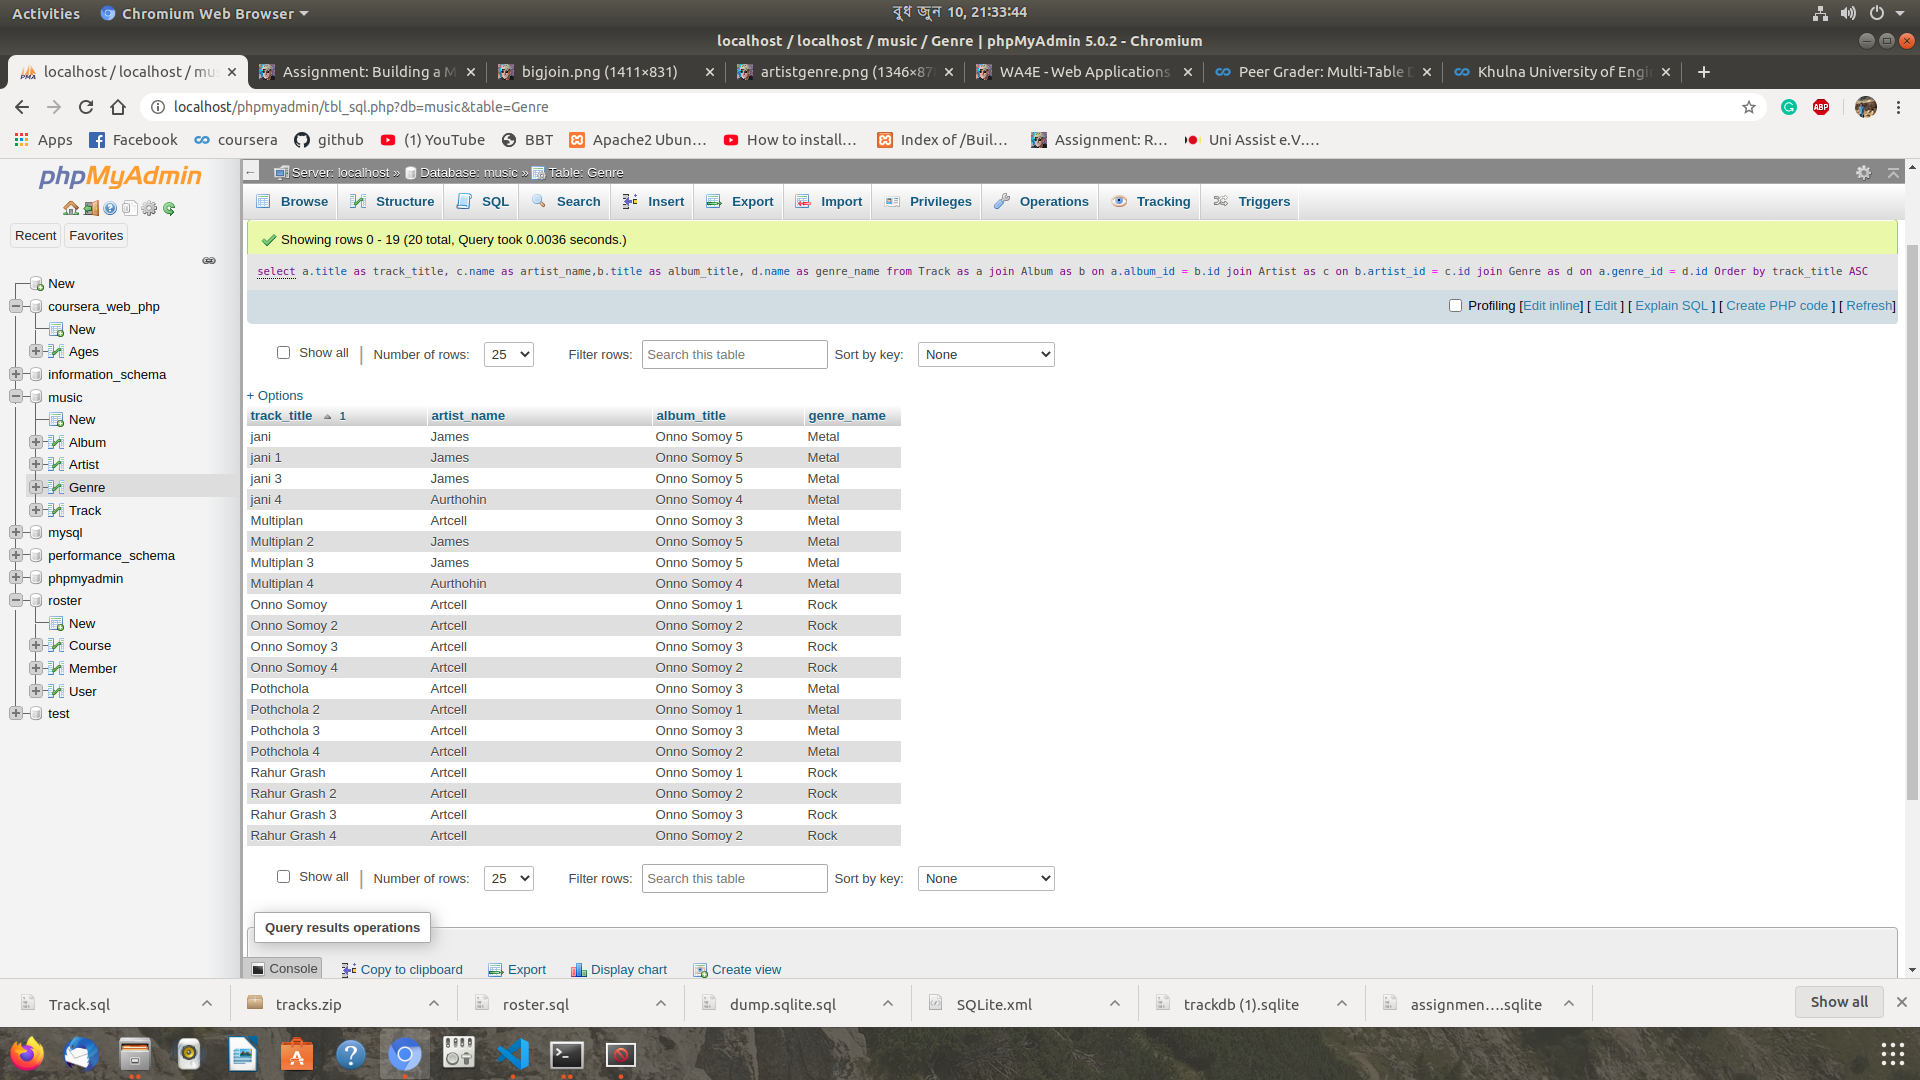 Activities Chromium Web Browser বুধ জুন 10, 21:33:44
localhost / localhost / music / Genre | phpMyAdmin 5.0.2 - Chromium
localhost / localhost / mu Assignment: Building a M bigjoin.png (1411×831) artistgenre.png (1346×87 WA4E - Web Applications Peer Grader: Multi-Table D Khulna University of Engi
localhost/phpmyadmin/tbl_sql.php?db=music&table=Genre ABP
Apps Facebook coursera github (1) YouTube BBT Apache2 Ubun... How to install... Index of /Buil... Assignment: R... Uni Assist e.V....
phpMyAdmin
Recent Favorites
New
coursera_web_php
New
Ages
information_schema
music
New
Album
Artist
Genre
Track
mysql
performance_schema
phpmyadmin
roster
New
Course
Member
User
test
Server: localhost » Database: music » Table: Genre
Browse Structure SQL Search Insert Export Import Privileges Operations Tracking Triggers
Showing rows 0 - 19 (20 total, Query took 0.0036 seconds.)
select a.title as track_title, c.name as artist_name,b.title as album_title, d.name as genre_name from Track as a join Album as b on a.album_id = b.id join Artist as c on b.artist_id = c.id join Genre as d on a.genre_id = d.id Order by track_title ASC
Profiling [Edit inline] [ Edit ] [ Explain SQL ] [ Create PHP code ] [ Refresh]
Show all | Number of rows: 25 Filter rows: Search this table Sort by key: None
+ Options
track_title 1 artist_name album_title genre_name
jani James Onno Somoy 5 Metal
jani 1 James Onno Somoy 5 Metal
jani 3 James Onno Somoy 5 Metal
jani 4 Aurthohin Onno Somoy 4 Metal
Multiplan Artcell Onno Somoy 3 Metal
Multiplan 2 James Onno Somoy 5 Metal
Multiplan 3 James Onno Somoy 5 Metal
Multiplan 4 Aurthohin Onno Somoy 4 Metal
Onno Somoy Artcell Onno Somoy 1 Rock
Onno Somoy 2 Artcell Onno Somoy 2 Rock
Onno Somoy 3 Artcell Onno Somoy 3 Rock
Onno Somoy 4 Artcell Onno Somoy 2 Rock
Pothchola Artcell Onno Somoy 3 Metal
Pothchola 2 Artcell Onno Somoy 1 Metal
Pothchola 3 Artcell Onno Somoy 3 Metal
Pothchola 4 Artcell Onno Somoy 2 Metal
Rahur Grash Artcell Onno Somoy 1 Rock
Rahur Grash 2 Artcell Onno Somoy 2 Rock
Rahur Grash 3 Artcell Onno Somoy 3 Rock
Rahur Grash 4 Artcell Onno Somoy 2 Rock
Show all | Number of rows: 25 Filter rows: Search this table Sort by key: None
Query results operations
Console Copy to clipboard Export Display chart Create view
Track.sql tracks.zip roster.sql dump.sqlite.sql SQLite.xml trackdb (1).sqlite assignmen....sqlite Show all